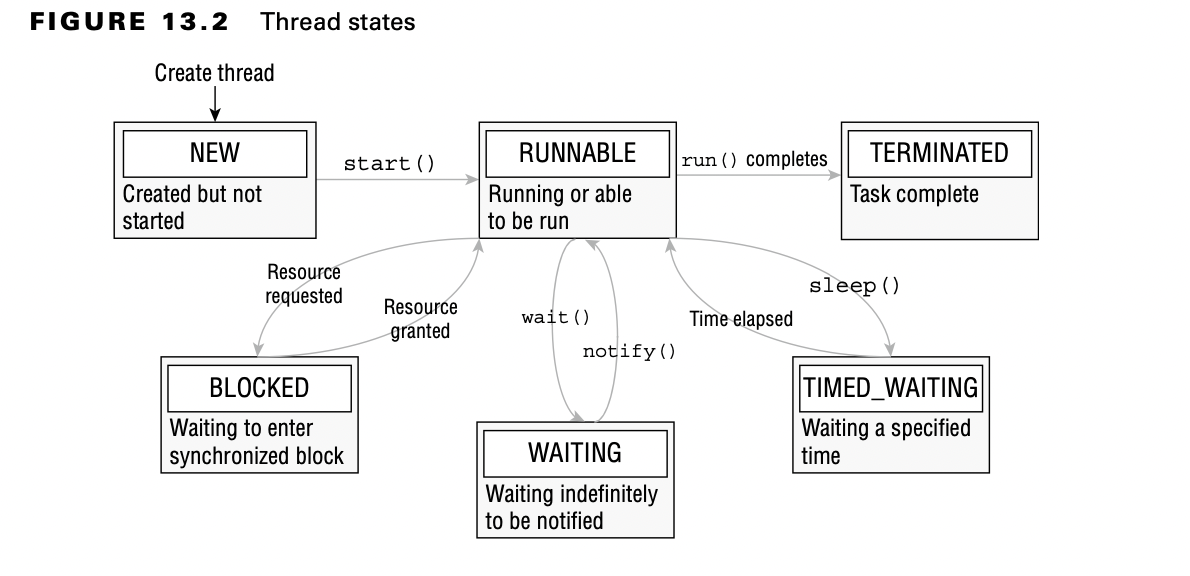 FIGURE 13.2 Thread states
Create thread
NEW
Created but not
started
start()
RUNNABLE
Running or able
to be run
run() completes
TERMINATED
Task complete
Resource
requested
Resource
granted
wait()
notify()
Time elapsed
sleep()
BLOCKED
Waiting to enter
synchronized block
WAITING
Waiting indefinitely
to be notified
TIMED_WAITING
Waiting a specified
time